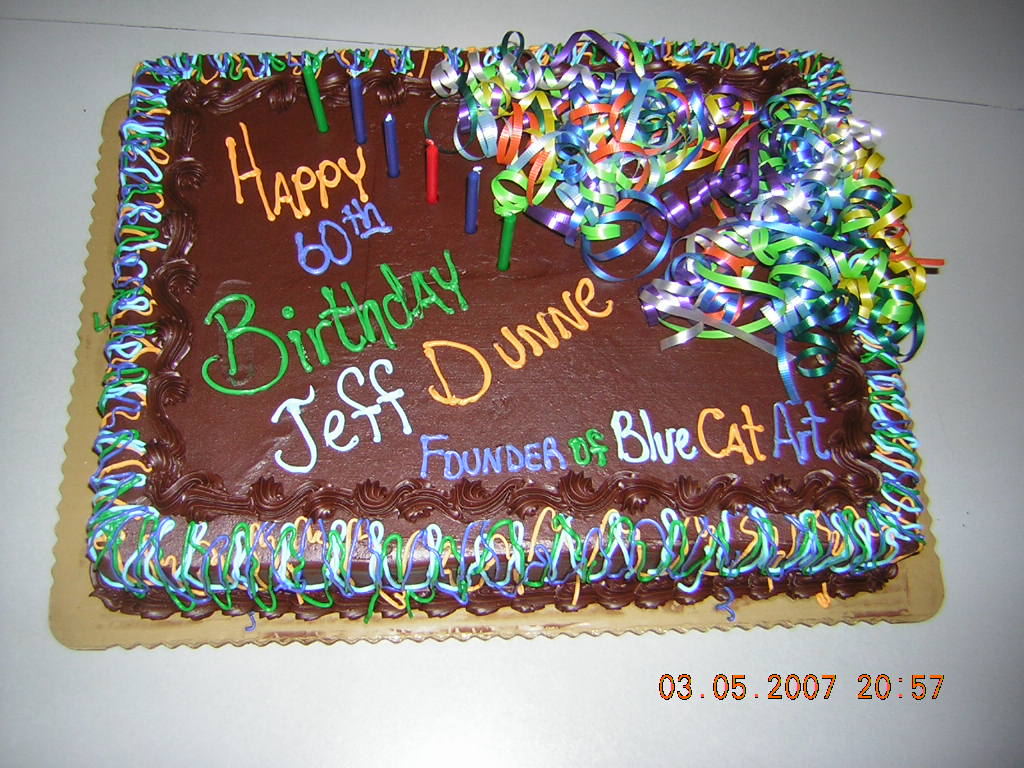 Happy
60th
Birthday
Jeff Dunne
Founder of Blue Cat Art
03.05.2007 20:57